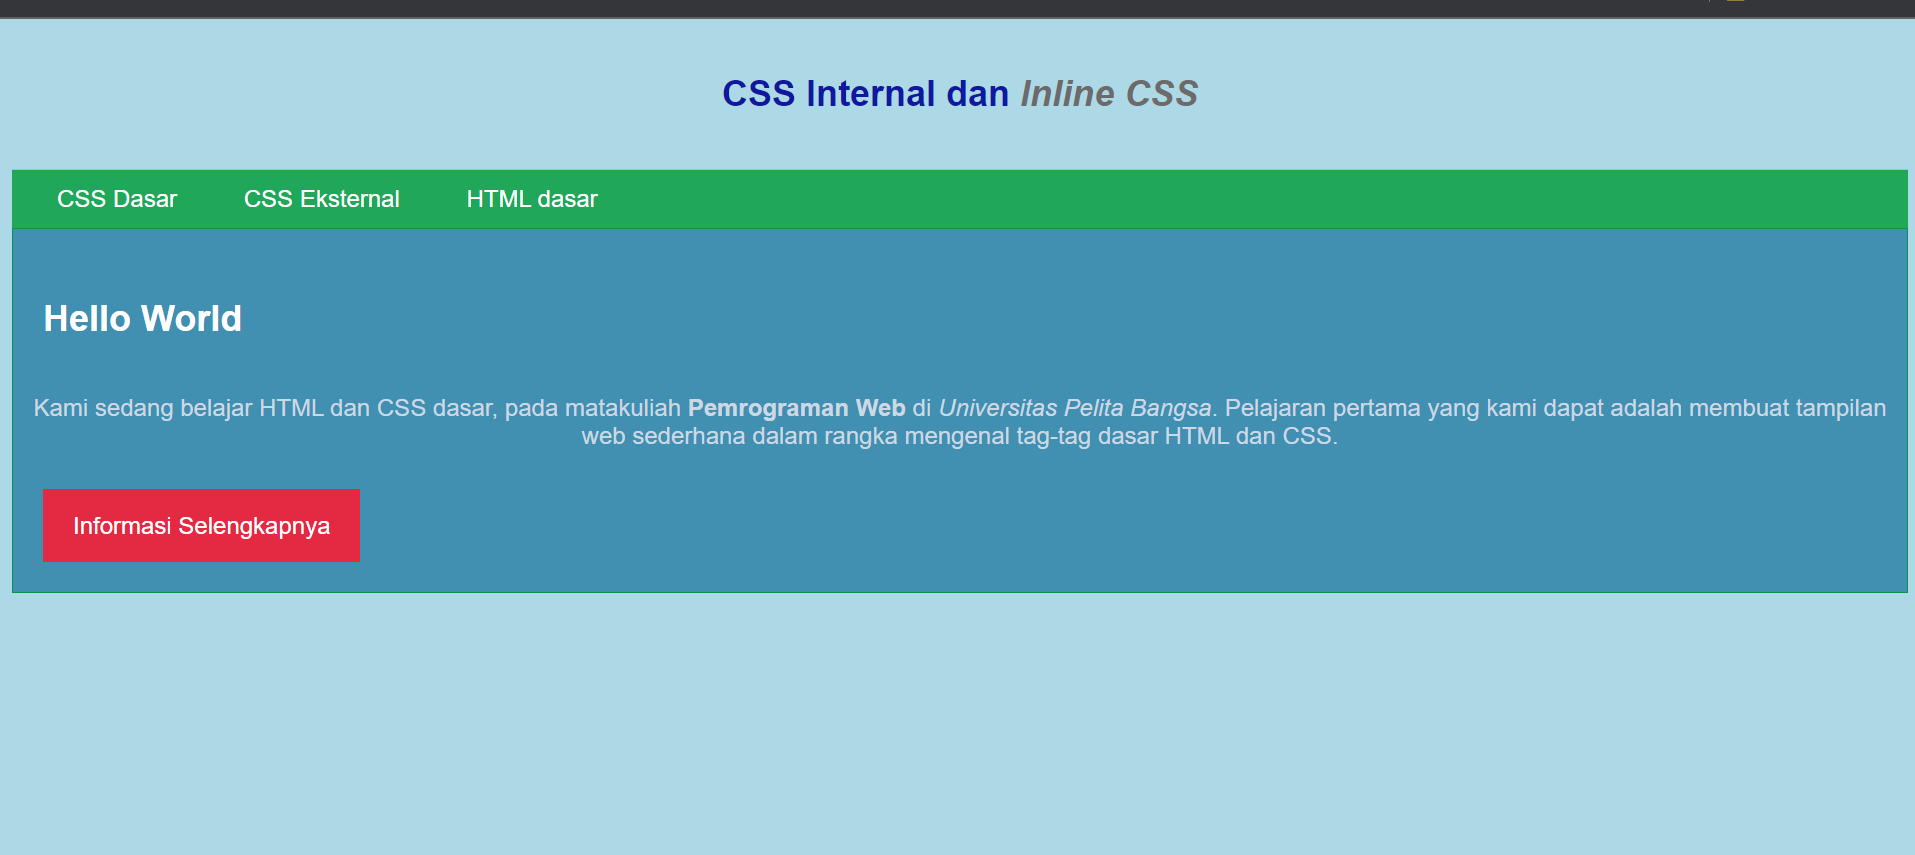 CSS Internal dan Inline CSS
CSS Dasar CSS Eksternal HTML dasar
Hello World
Kami sedang belajar HTML dan CSS dasar, pada matakuliah Pemrograman Web di Universitas Pelita Bangsa. Pelajaran pertama yang kami dapat adalah membuat tampilan
web sederhana dalam rangka mengenal tag-tag dasar HTML dan CSS.
Informasi Selengkapnya